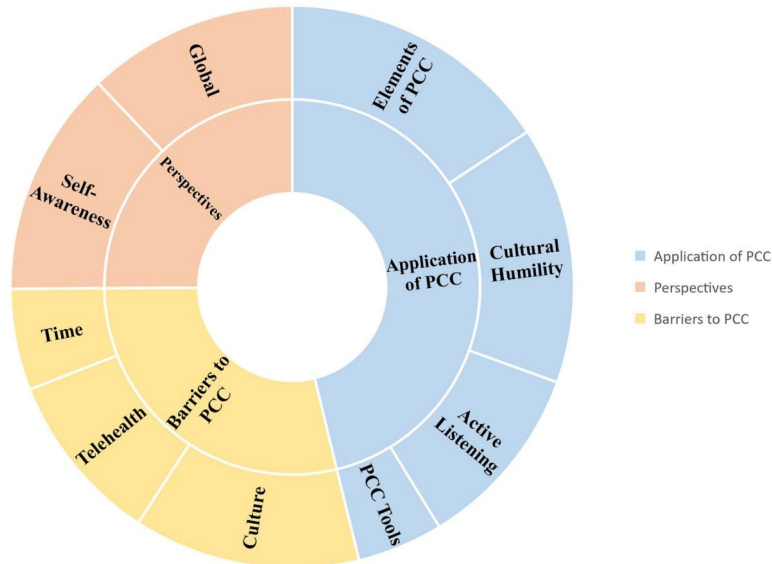 Global
Elements
of PCC
Self-
Awareness
Perspectives
Application
of PCC
Cultural
Humility
Application of PCC
Perspectives
Barriers to PCC
Time
Telehealth
Barriers to
PCC
Culture
PCC Tools
Active
Listening